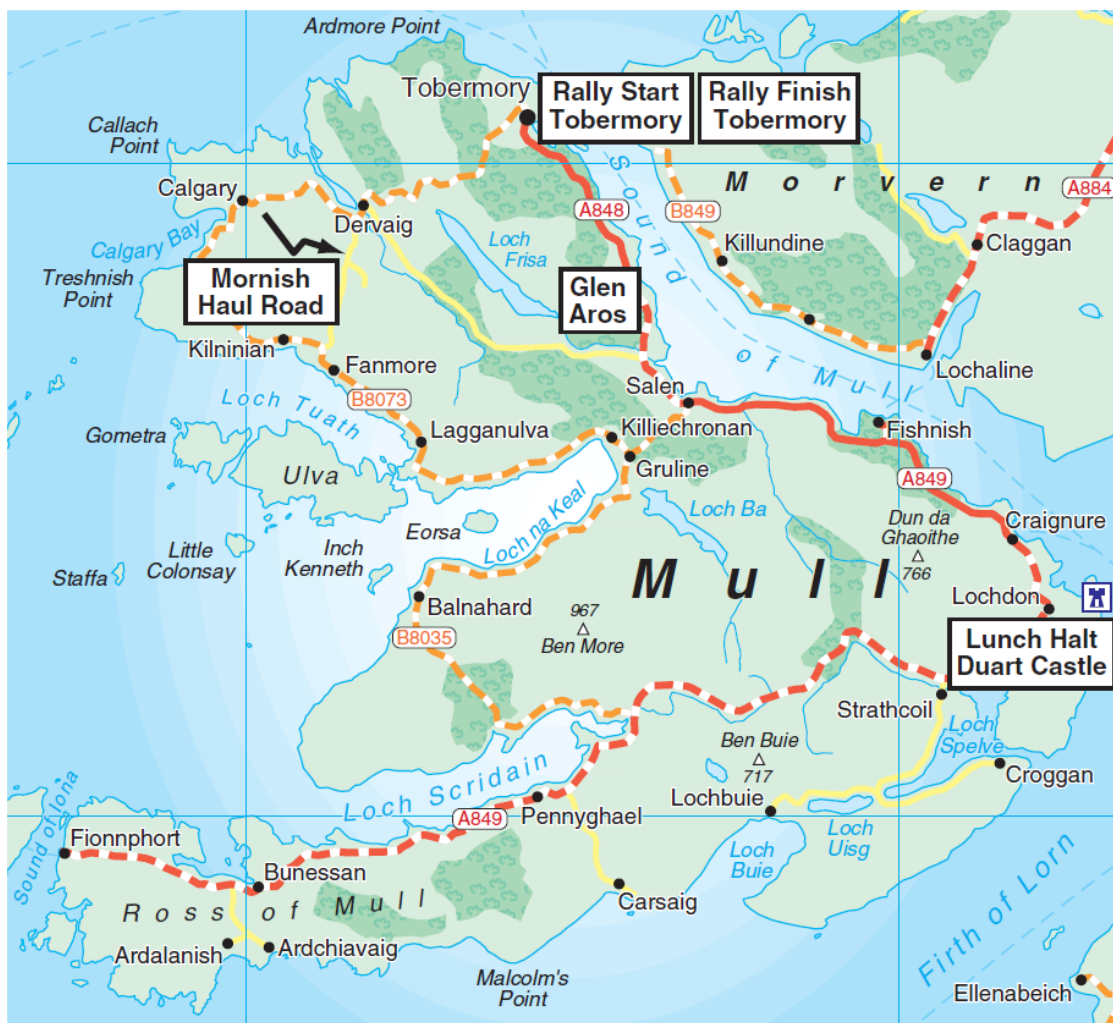 Ardmore Point
Tobermory
Rally Start
Tobermory
Rally Finish
Tobermory
Callach
Point
Sound
of Mull
Morvern
A884
Calgary
A848
B849
Dervaig
Calgary Bay
Loch
Frisa
Killundine
Claggan
Treshnish
Point
Mornish
Haul Road
Glen
Aros
Kilninian
Fanmore
Lochaline
B8073
Salen
Loch Tuath
Fishnish
Gometra
Lagganulva
Killiechronan
Ulva
Gruline
A849
Loch Ba
Eorsa
Loch na Keal
Dun da
Ghaoithe
766
Craignure
Little
Colonsay
Inch
Kenneth
Staffa
Mull
Balnahard
967
Ben More
Lochdon
B8035
Lunch Halt
Duart Castle
Strathcoil
Loch
Spelve
Ben Buie
717
Croggan
Loch Scridain
Lochbuie
Pennyghael
A849
Sound of Iona
Fionnphort
Loch
Uisg
Loch
Buie
Bunessan
Carsaig
Ross of Mull
Firth of Lorn
Ardalanish
Ardchiavaig
Malcolm's
Point
Ellenabeich